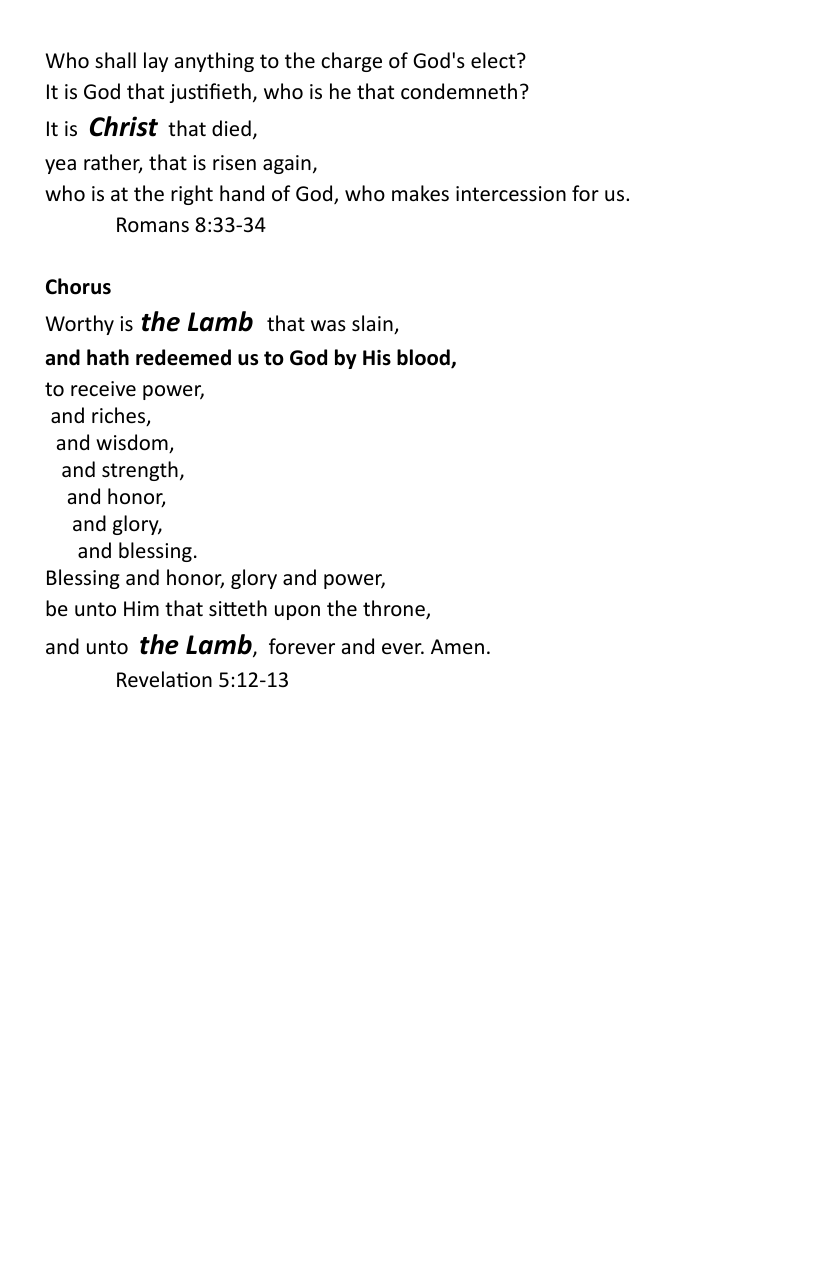 Who shall lay anything to the charge of God's elect?
It is God that justifieth, who is he that condemneth?
It is Christ that died,
yea rather, that is risen again,
who is at the right hand of God, who makes intercession for us.
Romans 8:33-34
Chorus
Worthy is the Lamb that was slain,
and hath redeemed us to God by His blood,
to receive power,
and riches,
and wisdom,
and strength,
and honor,
and glory,
and blessing.
Blessing and honor, glory and power,
be unto Him that sitteth upon the throne,
and unto the Lamb, forever and ever. Amen.
Revelation 5:12-13